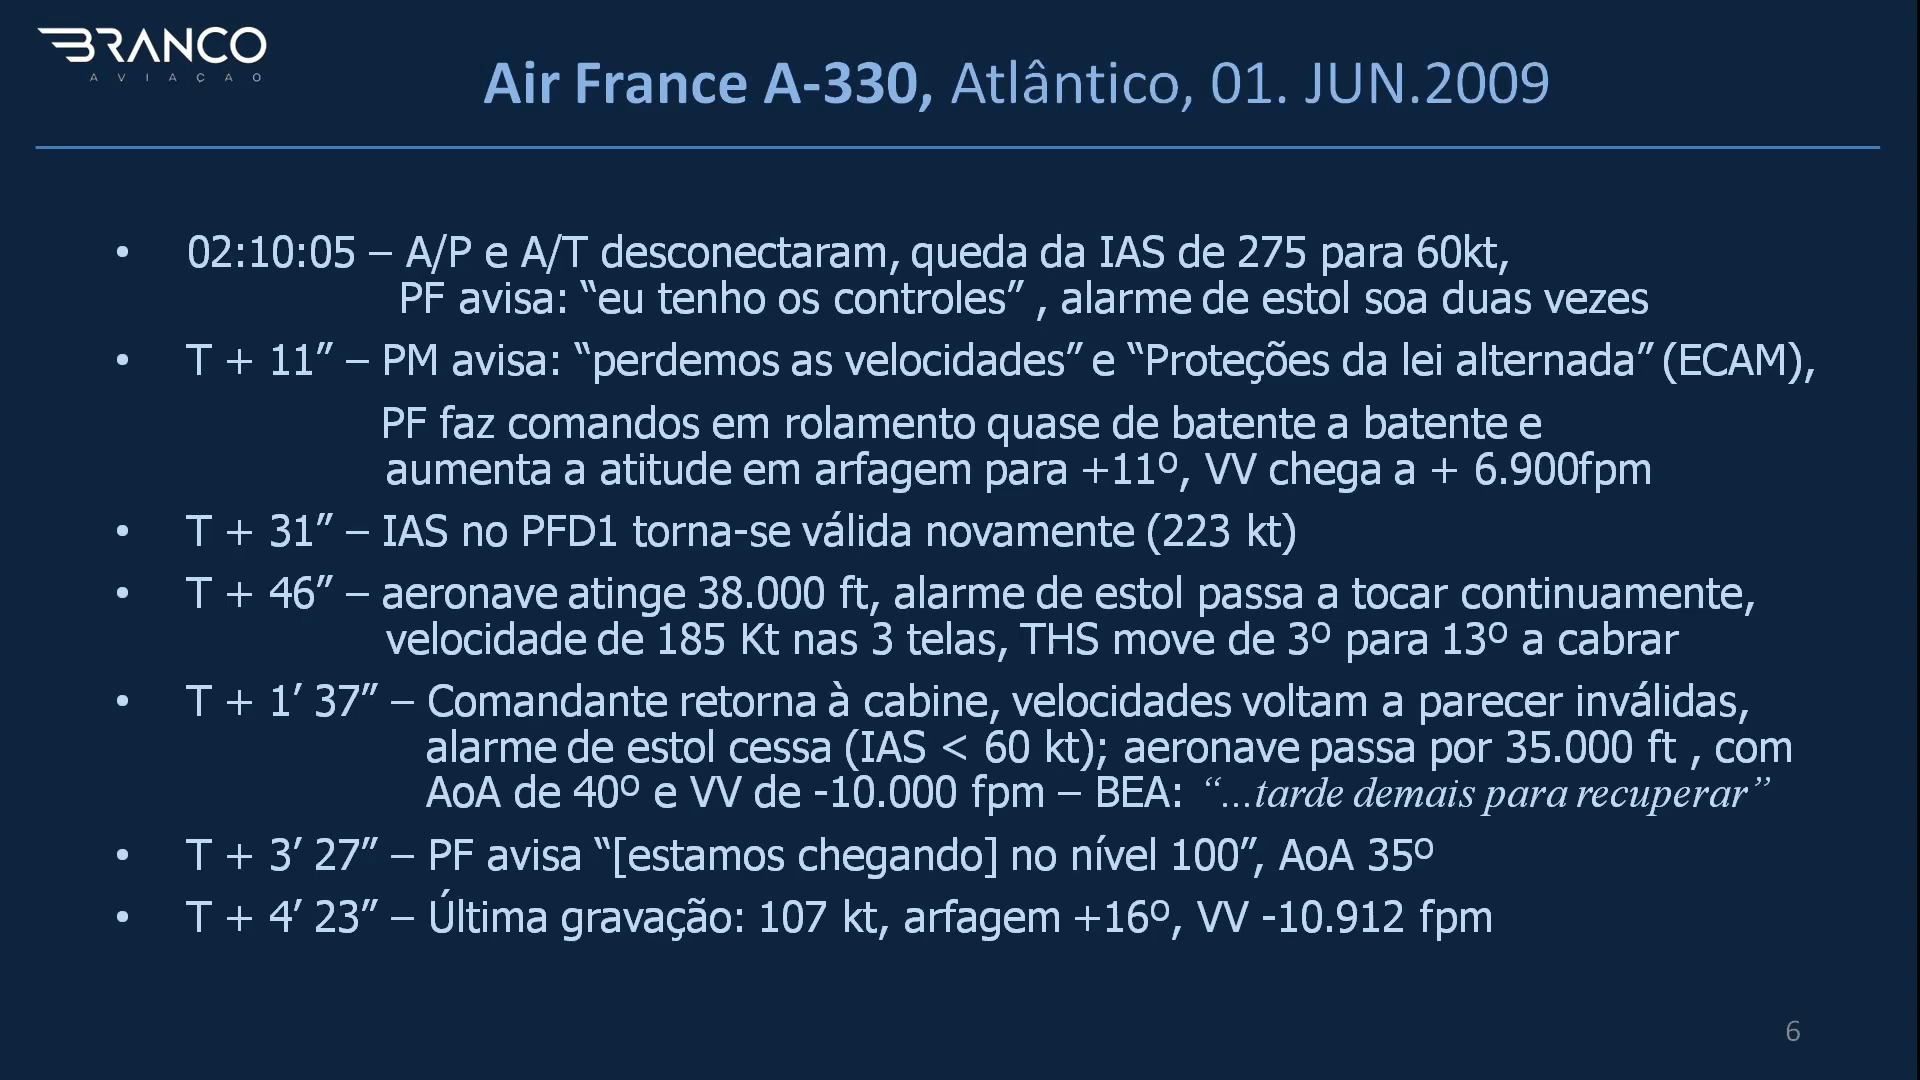 BRANCO
AVIAÇAO
Air France A-330, Atlântico, 01. JUN.2009
• 02:10:05 – A/P e A/T desconectaram, queda da IAS de 275 para 60kt,
PF avisa: “eu tenho os controles” , alarme de estol soa duas vezes
• T + 11” – PM avisa: “perdemos as velocidades” e “Proteções da lei alternada” (ECAM),
PF faz comandos em rolamento quase de batente a batente e
aumenta a atitude em arfagem para +11º, VV chega a + 6.900fpm
• T + 31” – IAS no PFD1 torna-se válida novamente (223 kt)
• T + 46” – aeronave atinge 38.000 ft, alarme de estol passa a tocar continuamente,
velocidade de 185 Kt nas 3 telas, THS move de 3º para 13º a cabrar
• T + 1’ 37” – Comandante retorna à cabine, velocidades voltam a parecer inválidas,
alarme de estol cessa (IAS < 60 kt); aeronave passa por 35.000 ft , com
AoA de 40º e VV de -10.000 fpm – BEA: “...tarde demais para recuperar”
• T + 3’ 27” – PF avisa “[estamos chegando] no nível 100”, AoA 35º
• T + 4’ 23” – Última gravação: 107 kt, arfagem +16º, VV -10.912 fpm
6